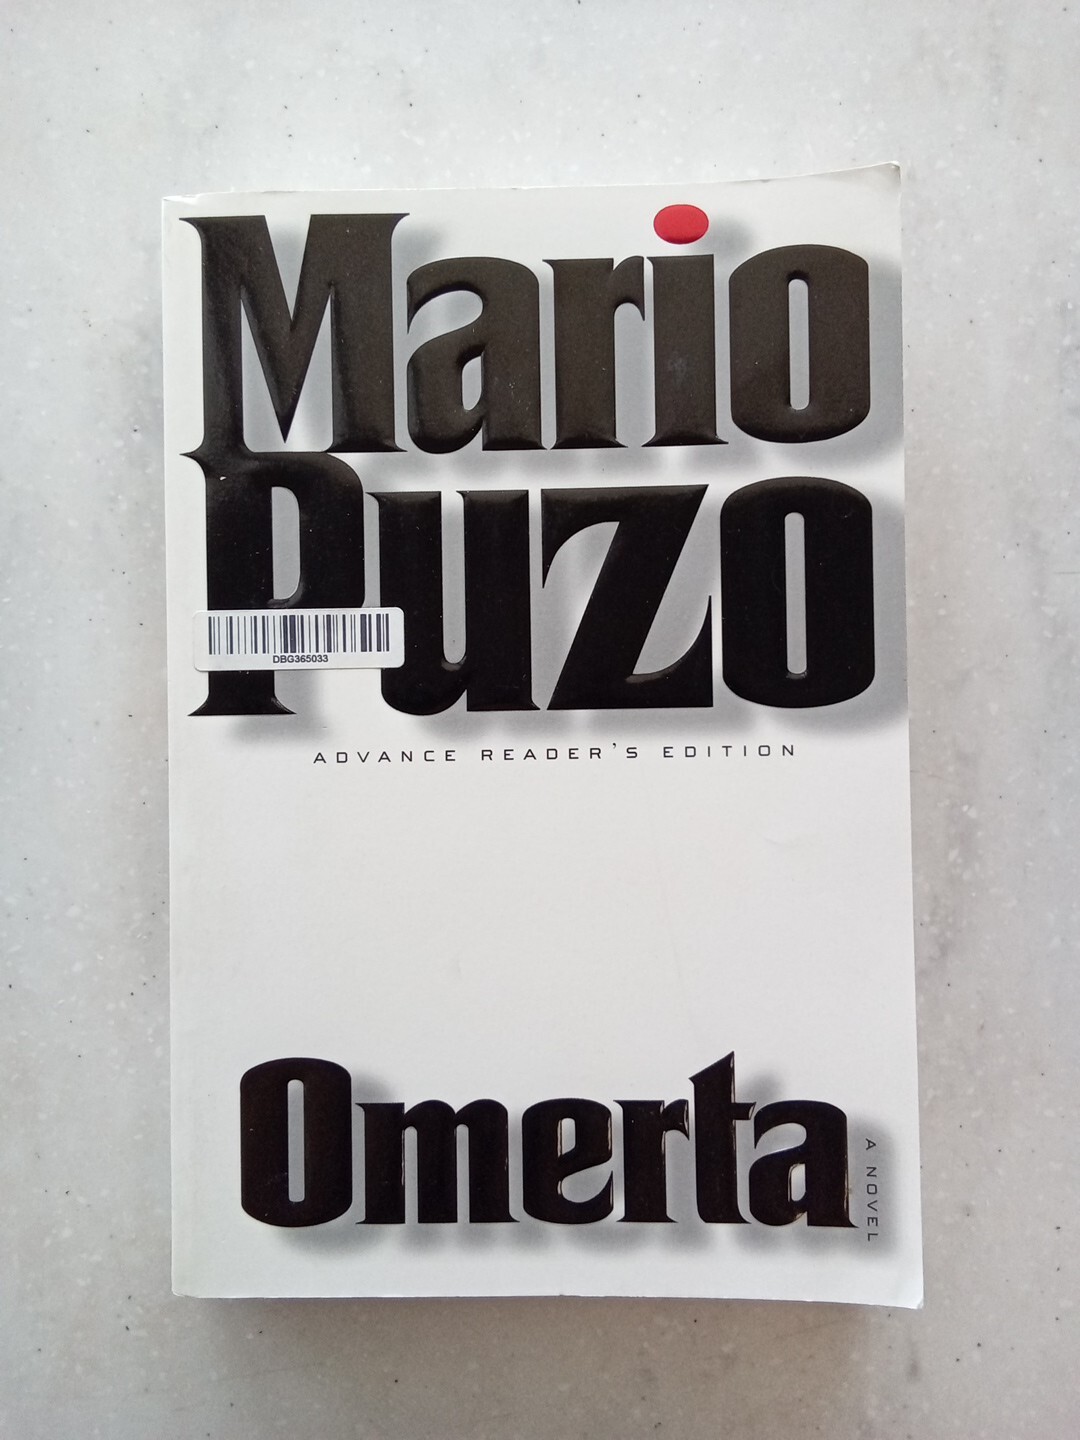 Mario
Puzo
DBG365033
ADVANCE READER'S EDITION
Omerta
A NOVEL